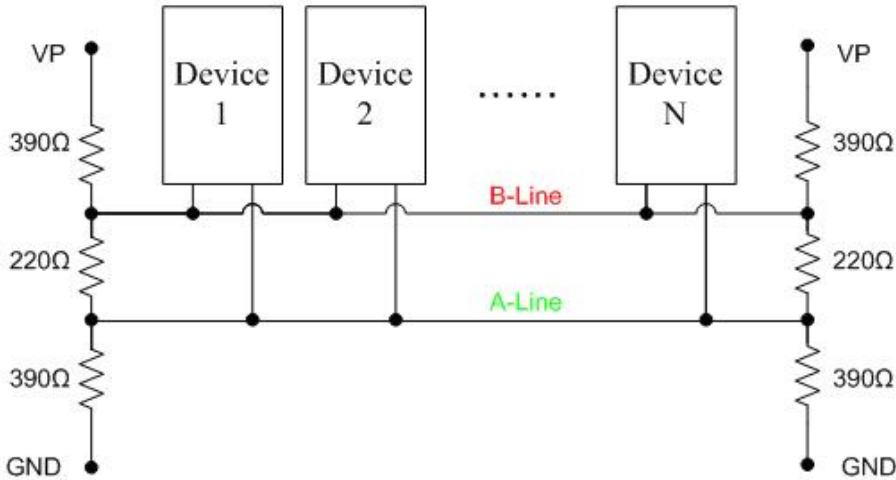 VP
Device
1
Device
2
......
Device
N
VP
390Ω
390Ω
B-Line
220Ω
220Ω
A-Line
390Ω
390Ω
GND
GND